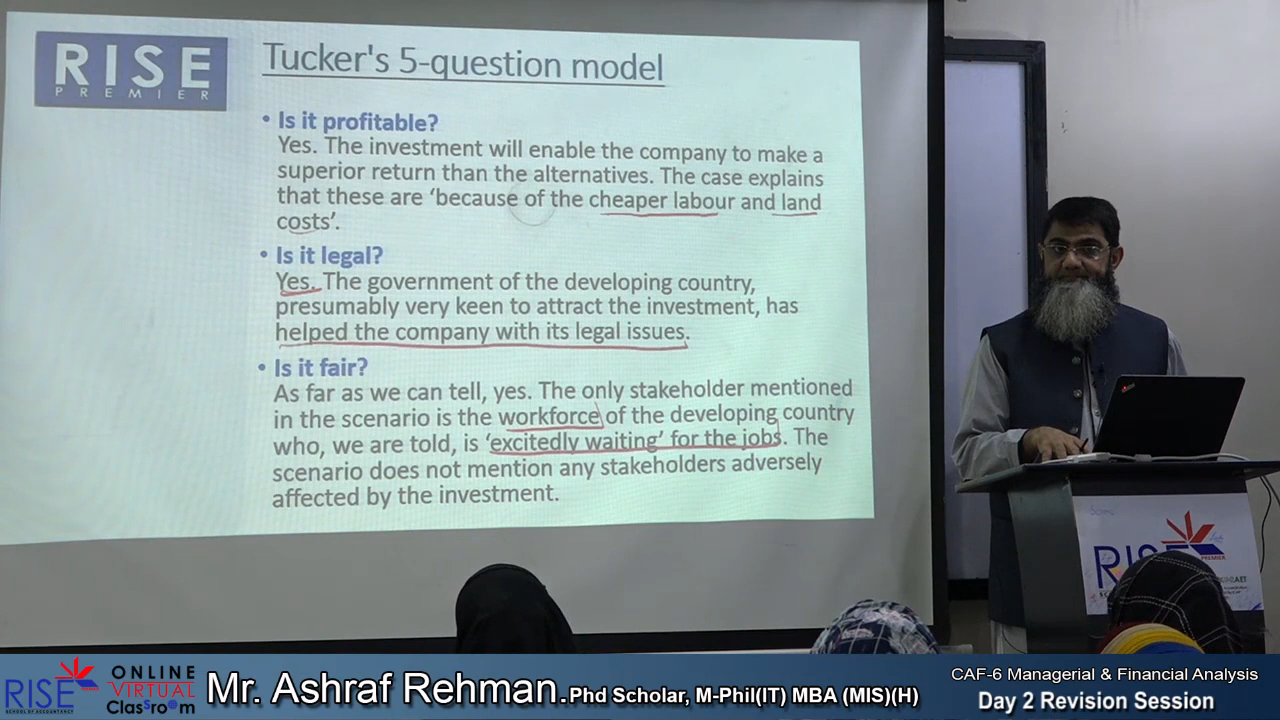 RISE
PREMIER
Tucker's 5-question model
• Is it profitable?
Yes. The investment will enable the company to make a
superior return than the alternatives. The case explains
that these are ‘because of the cheaper labour and land
costs’.
• Is it legal?
Yes. The government of the developing country,
presumably very keen to attract the investment, has
helped the company with its legal issues.
• Is it fair?
As far as we can tell, yes. The only stakeholder mentioned
in the scenario is the workforce of the developing country
who, we are told, is ‘excitedly waiting’ for the jobs. The
scenario does not mention any stakeholders adversely
affected by the investment.
RISE
PREMIER
RISE
SCHOOL OF ACCOUNTANCY
ONLINE
VIRTUAL
ClasSroom
Mr. Ashraf Rehman.Phd Scholar, M-Phil(IT) MBA (MIS)(H)
CAF-6 Managerial & Financial Analysis
Day 2 Revision Session